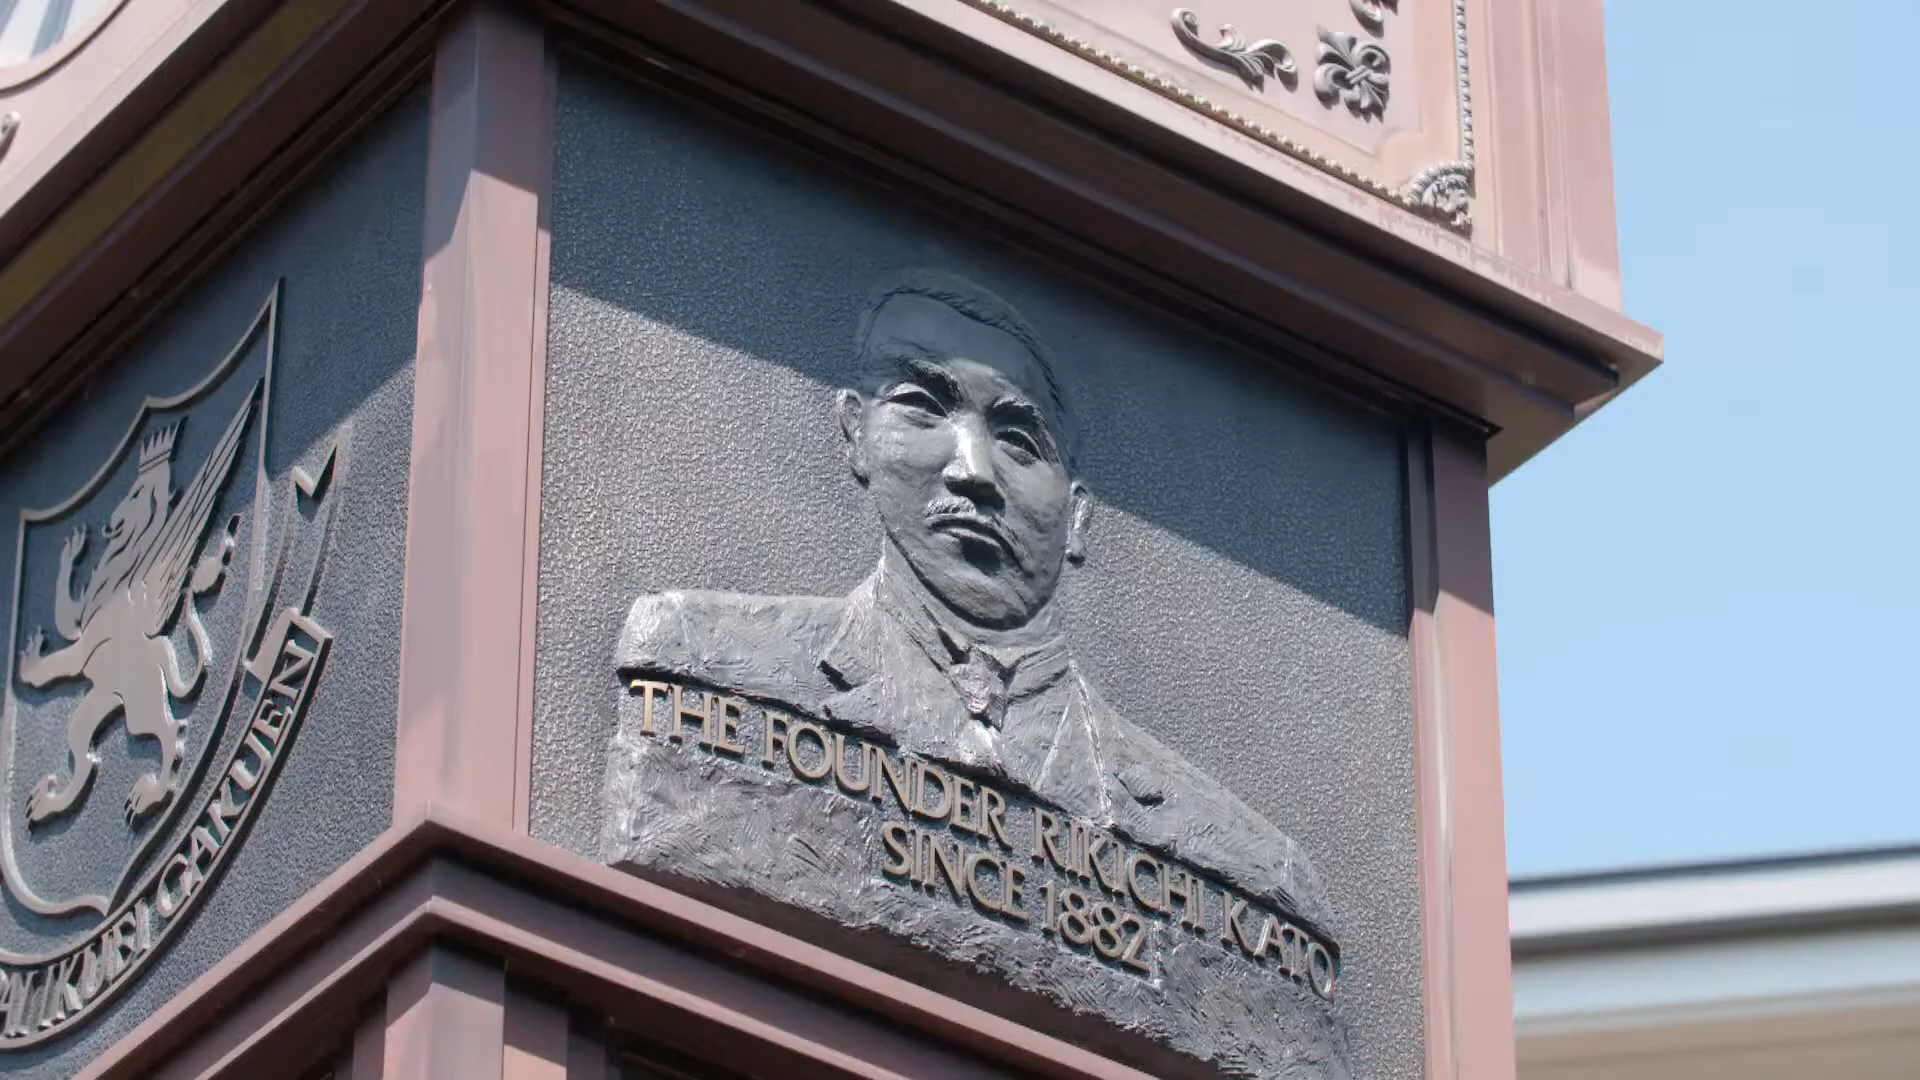 IKUEI GAKUEN
THE FOUNDER RIKICHI KATO
SINCE 1882